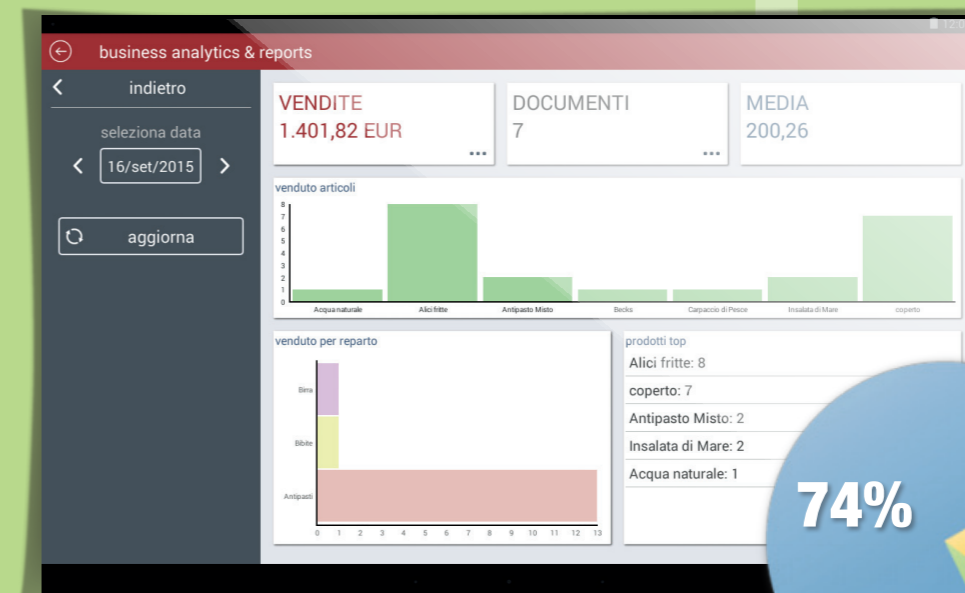 business analytics & reports
indietro
seleziona data
16/set/2015
aggiorna
VENDITE
1.401,82 EUR
DOCUMENTI
7
MEDIA
200,26
venduto articoli
8
7
6
5
4
3
2
1
0
Acqua naturale Alici fritte Antipasto Misto Becks Carpaccio di Pesce Insalata di Mare coperto
venduto per reparto
Birra
Bibite
Antipasti
0 1 2 3 4 5 6 7 8 9 10 11 12 13
prodotti top
Alici fritte: 8
coperto: 7
Antipasto Misto: 2
Insalata di Mare: 2
Acqua naturale: 1
74%